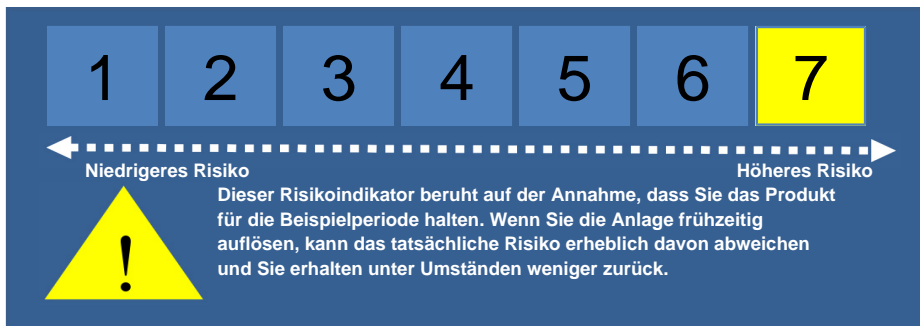 1 2 3 4 5 6 7
Niedrigeres Risiko Höheres Risiko
Dieser Risikoindikator beruht auf der Annahme, dass Sie das Produkt
für die Beispielperiode halten. Wenn Sie die Anlage frühzeitig
auflösen, kann das tatsächliche Risiko erheblich davon abweichen
und Sie erhalten unter Umständen weniger zurück.
!